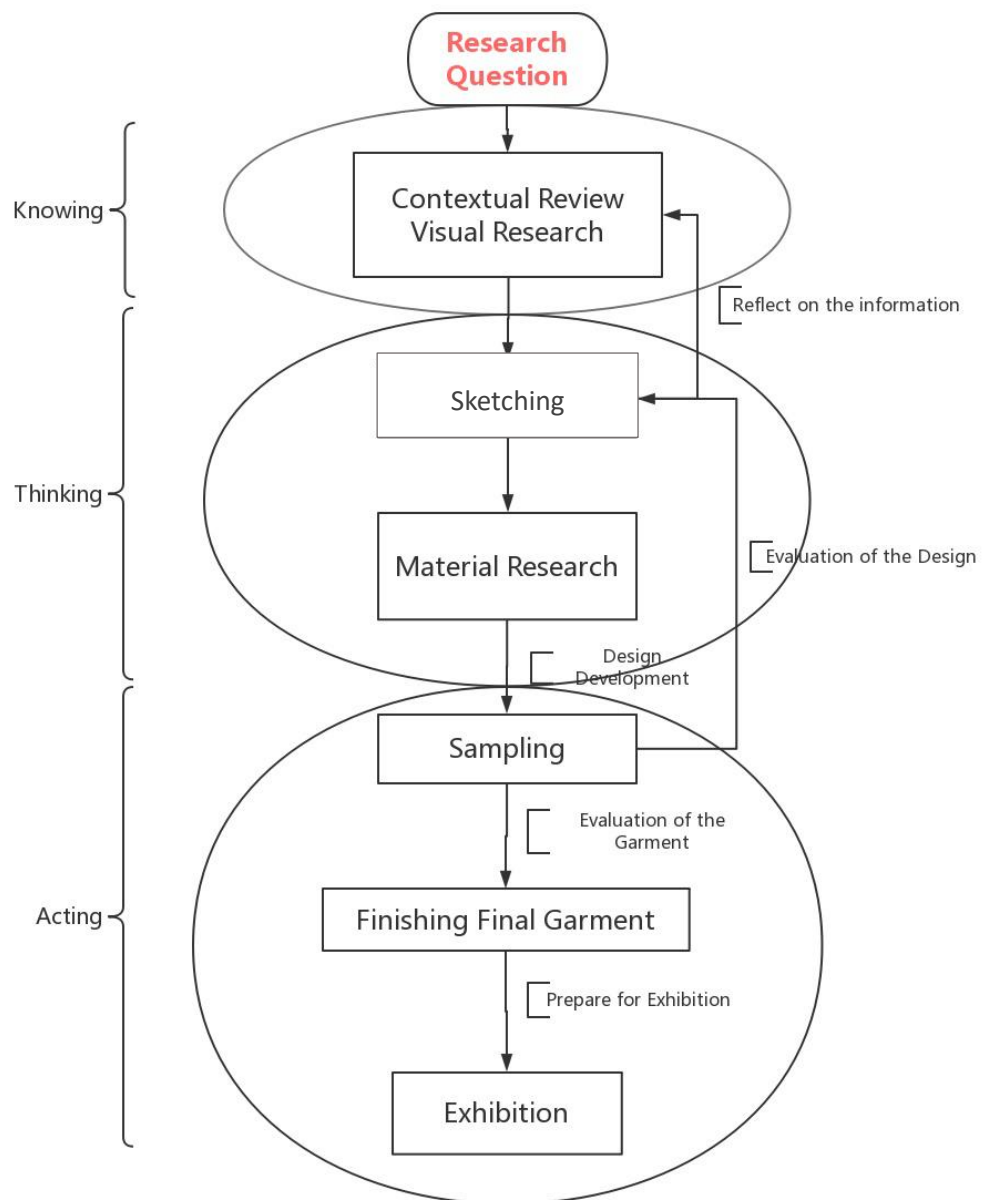 Research
Question
Knowing
Contextual Review
Visual Research
Reflect on the information
Sketching
Thinking
Material Research
Evaluation of the Design
Design
Development
Sampling
Evaluation of the
Garment
Acting
Finishing Final Garment
Prepare for Exhibition
Exhibition